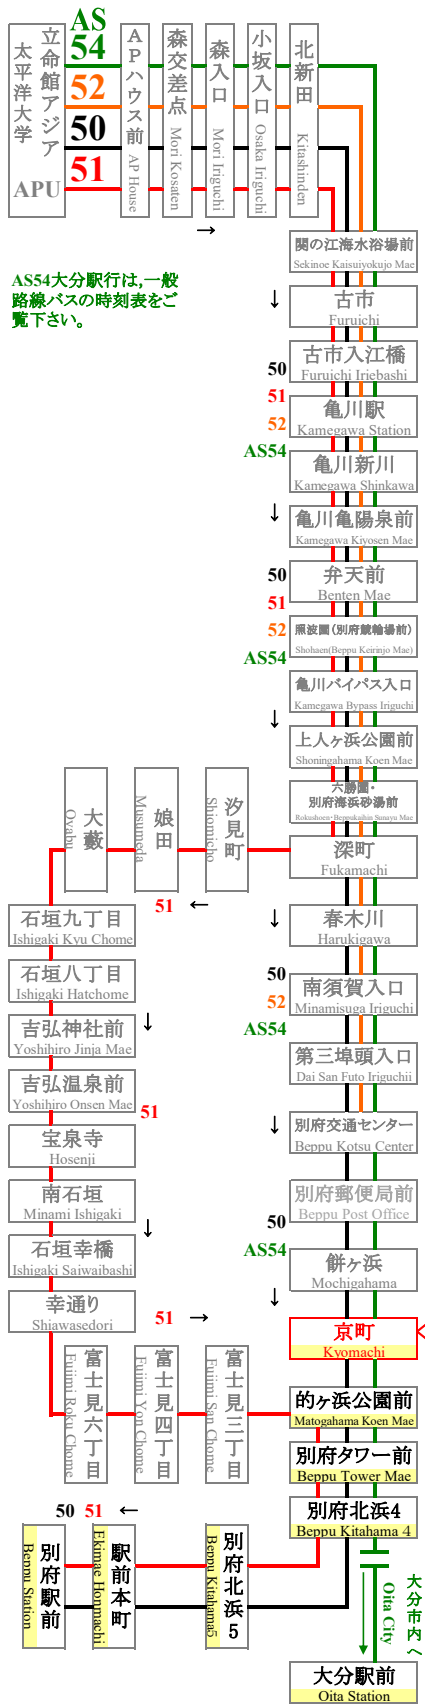 AS
54
52
50
51
立命館アジア
太平洋大学
APU
APハウス前
AP House
森交差点
Mori Kosaten
森入口
Mori Iriguchi
小坂入口
Osaka Iriguchi
北新田
Kitashinden
→
AS54大分駅行は,一般
路線バスの時刻表をご
覧下さい。
↓
関の江海水浴場前
Sekinoe Kaisuiyokujo Mae
古市
Furuichi
古市入江橋
Furuichi Iriebashi
50
51
52
AS54
亀川駅
Kamegawa Station
亀川新川
Kamegawa Shinkawa
↓
亀川亀陽泉前
Kamegawa Kiyosen Mae
弁天前
Benten Mae
50
51
52
AS54
照波園(別府競輪場前)
Shohaen(Beppu Keirinjo Mae)
亀川バイパス入口
Kamegawa Bypass Iriguchi
↓
上人ヶ浜公園前
Shoningahama Koen Mae
六勝園・
別府海浜砂湯前
Rokushoen･Beppukaihin Sunayu Mae
深町
Fukamachi
汐見町
Shiomicho
娘田
Musumeda
大藪
Oyabu
51 ←
石垣九丁目
Ishigaki Kyu Chome
石垣八丁目
Ishigaki Hatchome
↓
吉弘神社前
Yoshihiro Jinja Mae
吉弘温泉前
Yoshihiro Onsen Mae
51
宝泉寺
Hosenji
南石垣
Minami Ishigaki
↓
石垣幸橋
Ishigaki Saiwaibashi
幸通り
Shiawasedori
51 →
富士見六丁目
Fujimi Roku Chome
富士見四丁目
Fujimi Yon Chome
富士見三丁目
Fujimi San Chome
↓
春木川
Harukigawa
50
52
AS54
南須賀入口
Minamisuga Iriguchi
第三埠頭入口
Dai San Futo Iriguchii
↓
別府交通センター
Beppu Kotsu Center
別府郵便局前
Beppu Post Office
50
AS54
餅ヶ浜
Mochigahama
↓
京町
Kyomachi
的ヶ浜公園前
Matogahama Koen Mae
別府タワー前
Beppu Tower Mae
別府北浜4
Beppu Kitahama 4
50 51 ←
別府北浜5
Beppu Kitahama5
駅前本町
Ekimae Honmachi
別府駅前
Beppu Station
大分市内へ
Oita City
大分駅前
Oita Station